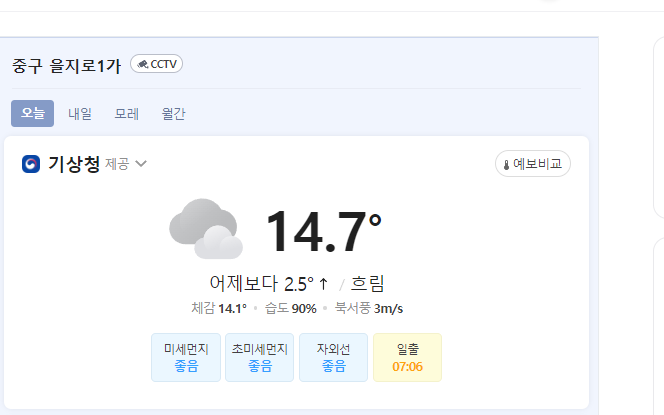 중구 을지로1가 CCTV
오늘 내일 모레 월간
기상청 제공 예보비교
14.7°
어제보다 2.5° ↑ / 흐림
체감 14.1° • 습도 90% • 북서풍 3m/s
미세먼지 초미세먼지 자외선 일출
좋음 좋음 좋음 07:06